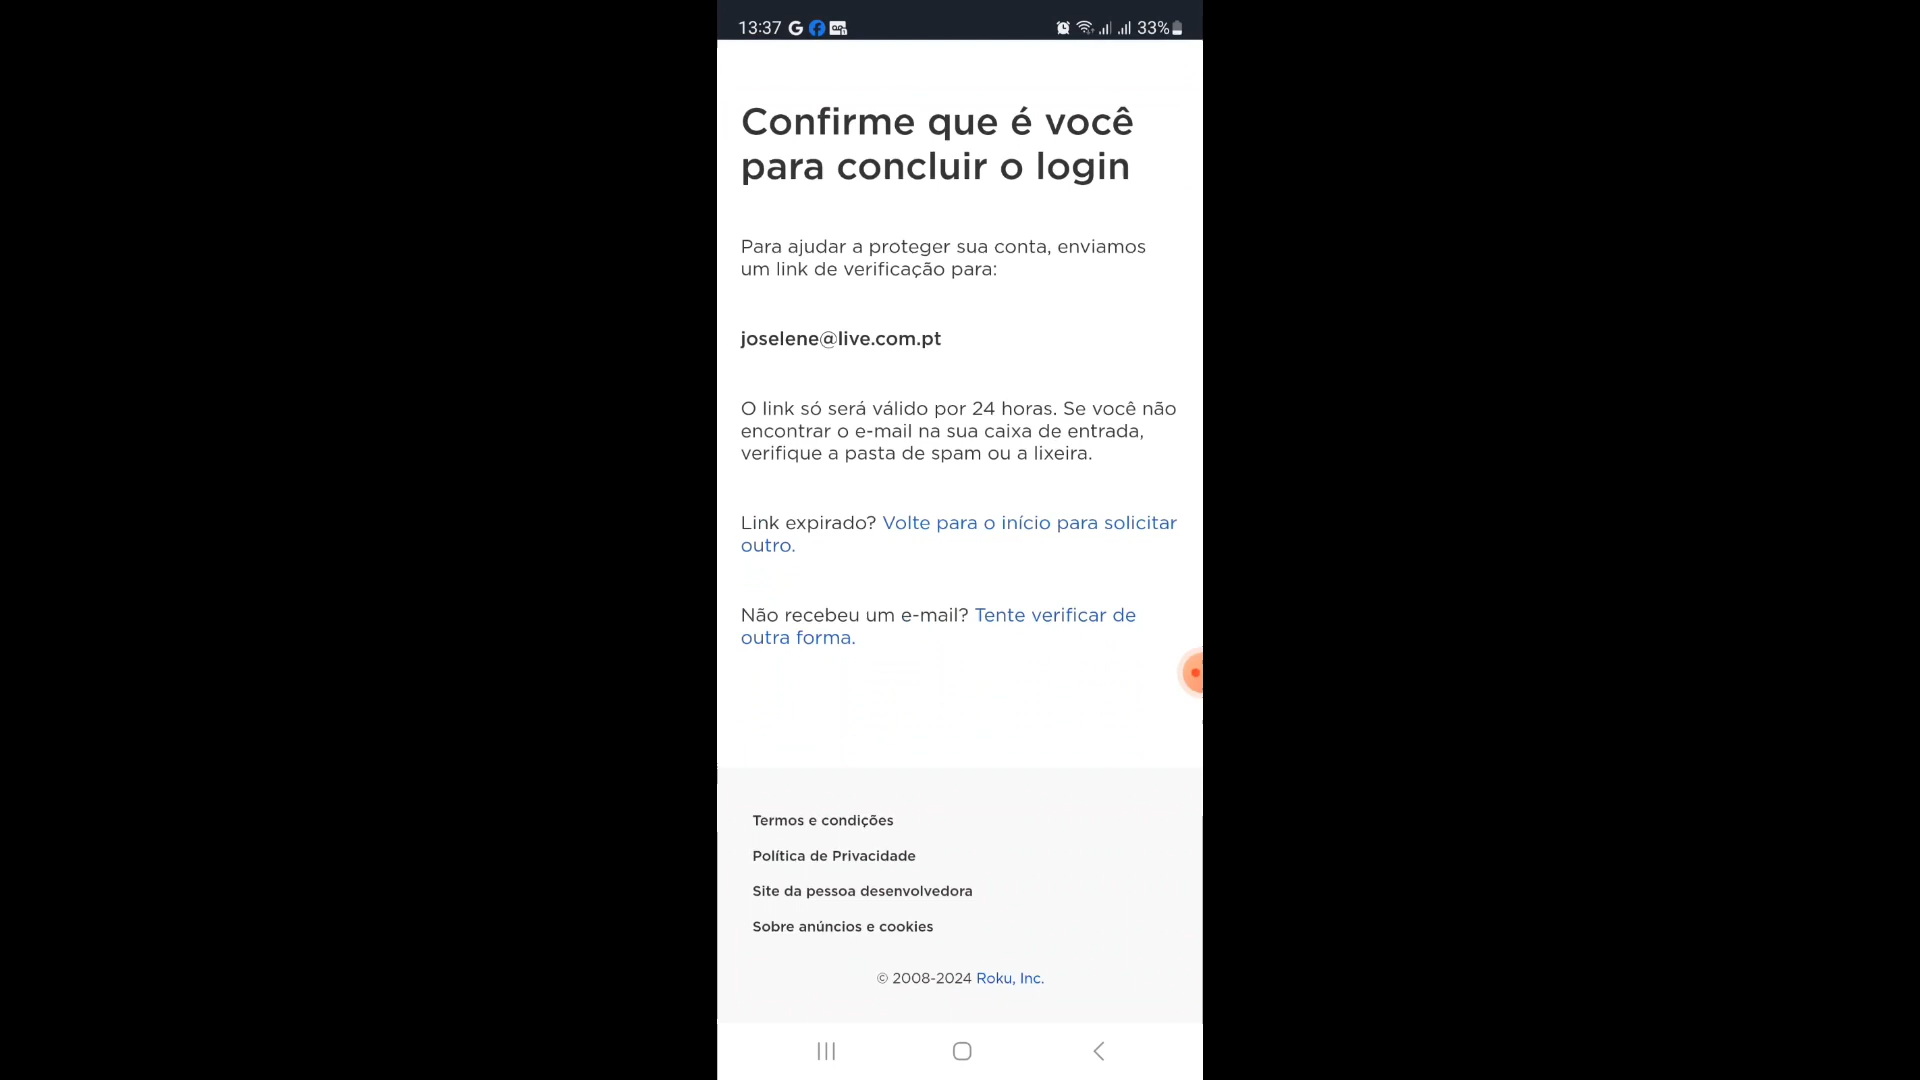 13:37
33%
Confirme que é você
para concluir o login
Para ajudar a proteger sua conta, enviamos
um link de verificação para:
joselene@live.com.pt
O link só será válido por 24 horas. Se você não
encontrar o e-mail na sua caixa de entrada,
verifique a pasta de spam ou a lixeira.
Link expirado? Volte para o início para solicitar
outro.
Não recebeu um e-mail? Tente verificar de
outra forma.
Termos e condições
Política de Privacidade
Site da pessoa desenvolvedora
Sobre anúncios e cookies
© 2008-2024 Roku, Inc.